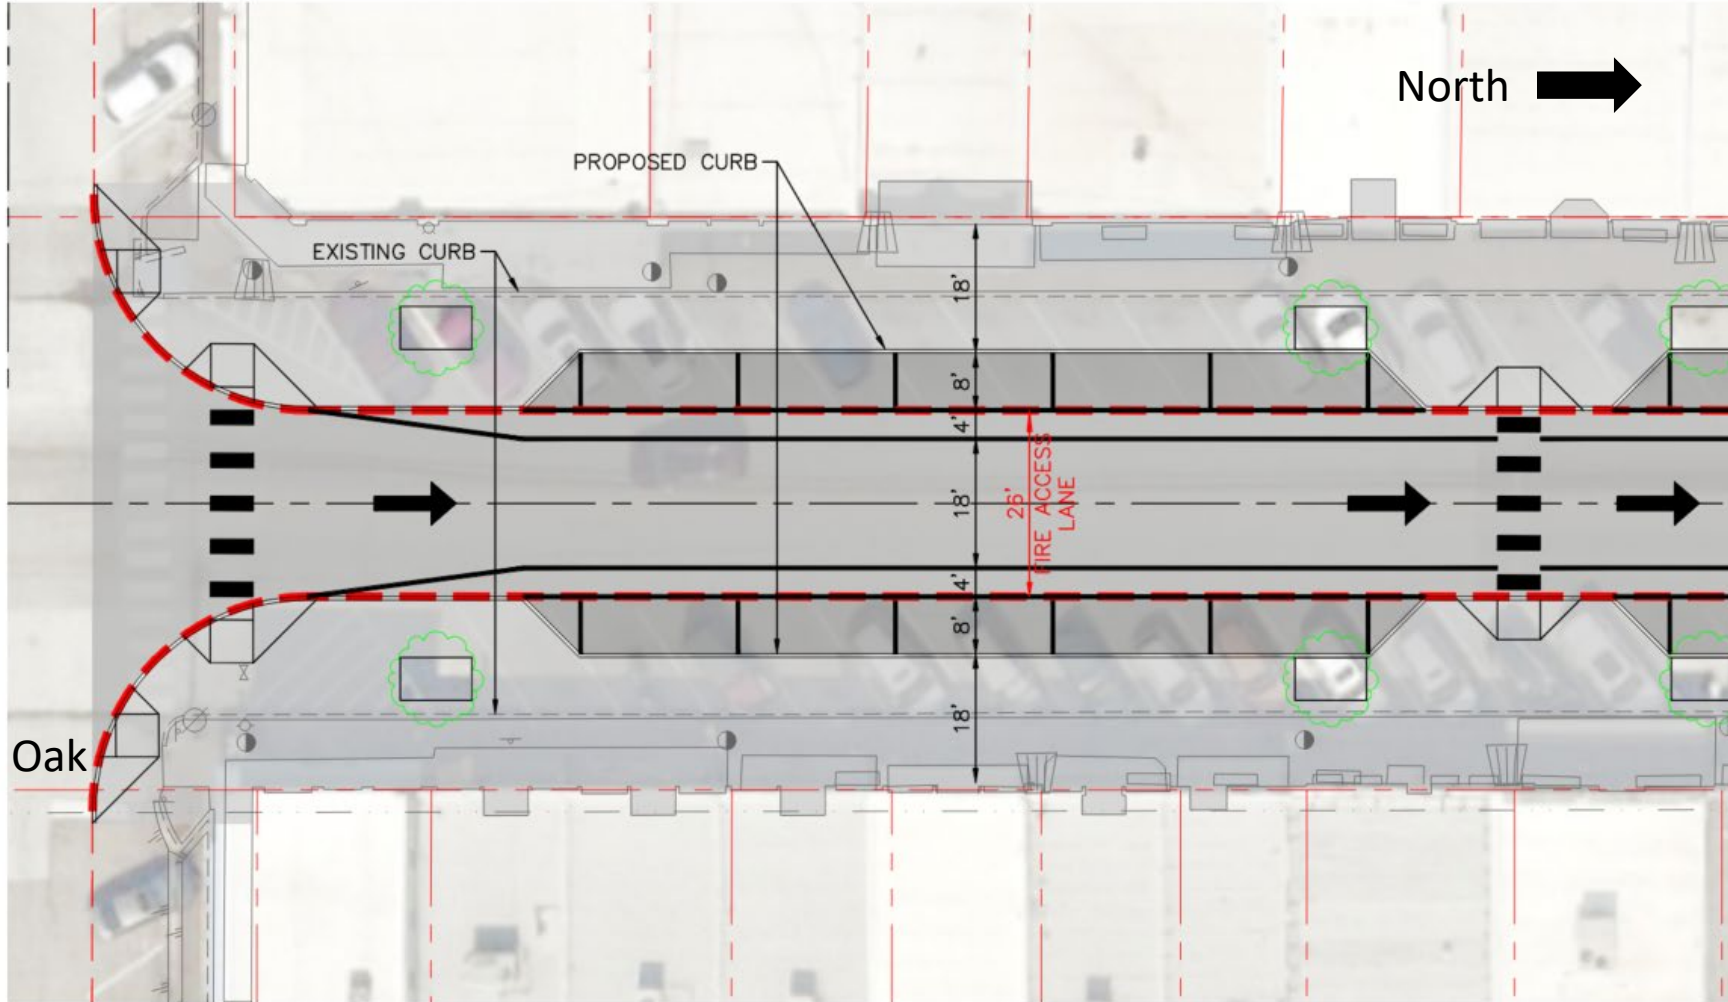 North
PROPOSED CURB
EXISTING CURB
18'
8'
4'
26'
FIRE ACCESS
LANE
18'
4'
8'
18'
Oak